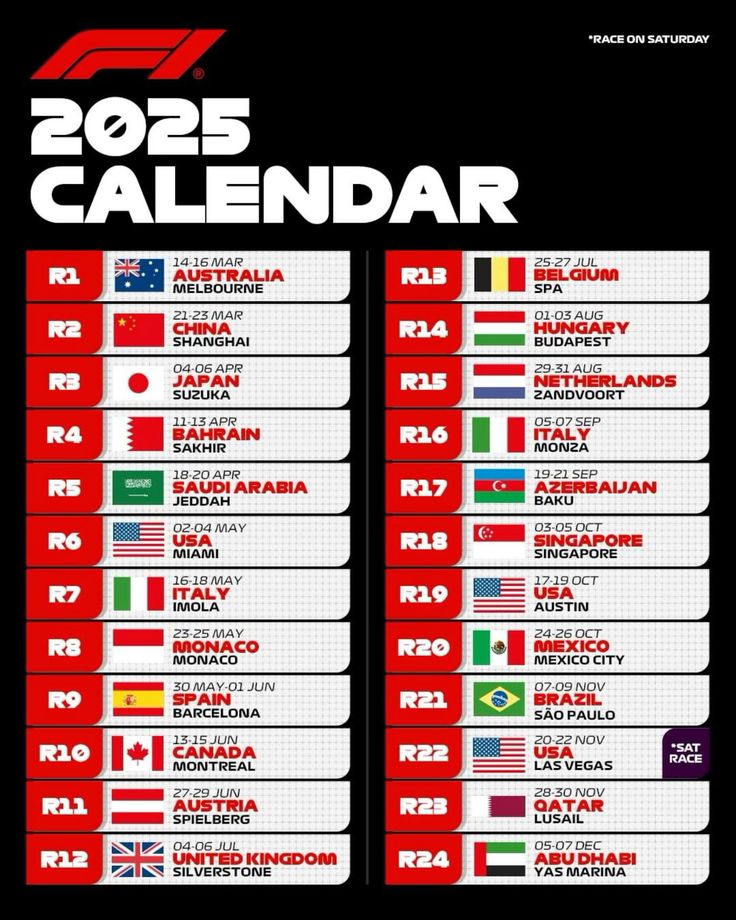 F1
*RACE ON SATURDAY
2025
CALENDAR
R1
14-16 MAR
AUSTRALIA
MELBOURNE
R2
21-23 MAR
CHINA
SHANGHAI
R3
04-06 APR
JAPAN
SUZUKA
R4
11-13 APR
BAHRAIN
SAKHIR
R5
18-20 APR
SAUDI ARABIA
JEDDAH
R6
02-04 MAY
USA
MIAMI
R7
16-18 MAY
ITALY
IMOLA
R8
23-25 MAY
MONACO
MONACO
R9
30 MAY-01 JUN
SPAIN
BARCELONA
R10
13-15 JUN
CANADA
MONTREAL
R11
27-29 JUN
AUSTRIA
SPIELBERG
R12
04-06 JUL
UNITED KINGDOM
SILVERSTONE
R13
25-27 JUL
BELGIUM
SPA
R14
01-03 AUG
HUNGARY
BUDAPEST
R15
29-31 AUG
NETHERLANDS
ZANDVOORT
R16
05-07 SEP
ITALY
MONZA
R17
19-21 SEP
AZERBAIJAN
BAKU
R18
03-05 OCT
SINGAPORE
SINGAPORE
R19
17-19 OCT
USA
AUSTIN
R20
24-26 OCT
MEXICO
MEXICO CITY
R21
07-09 NOV
BRAZIL
SÃO PAULO
R22
20-22 NOV
USA
LAS VEGAS
*SAT
RACE
R23
28-30 NOV
QATAR
LUSAIL
R24
05-07 DEC
ABU DHABI
YAS MARINA